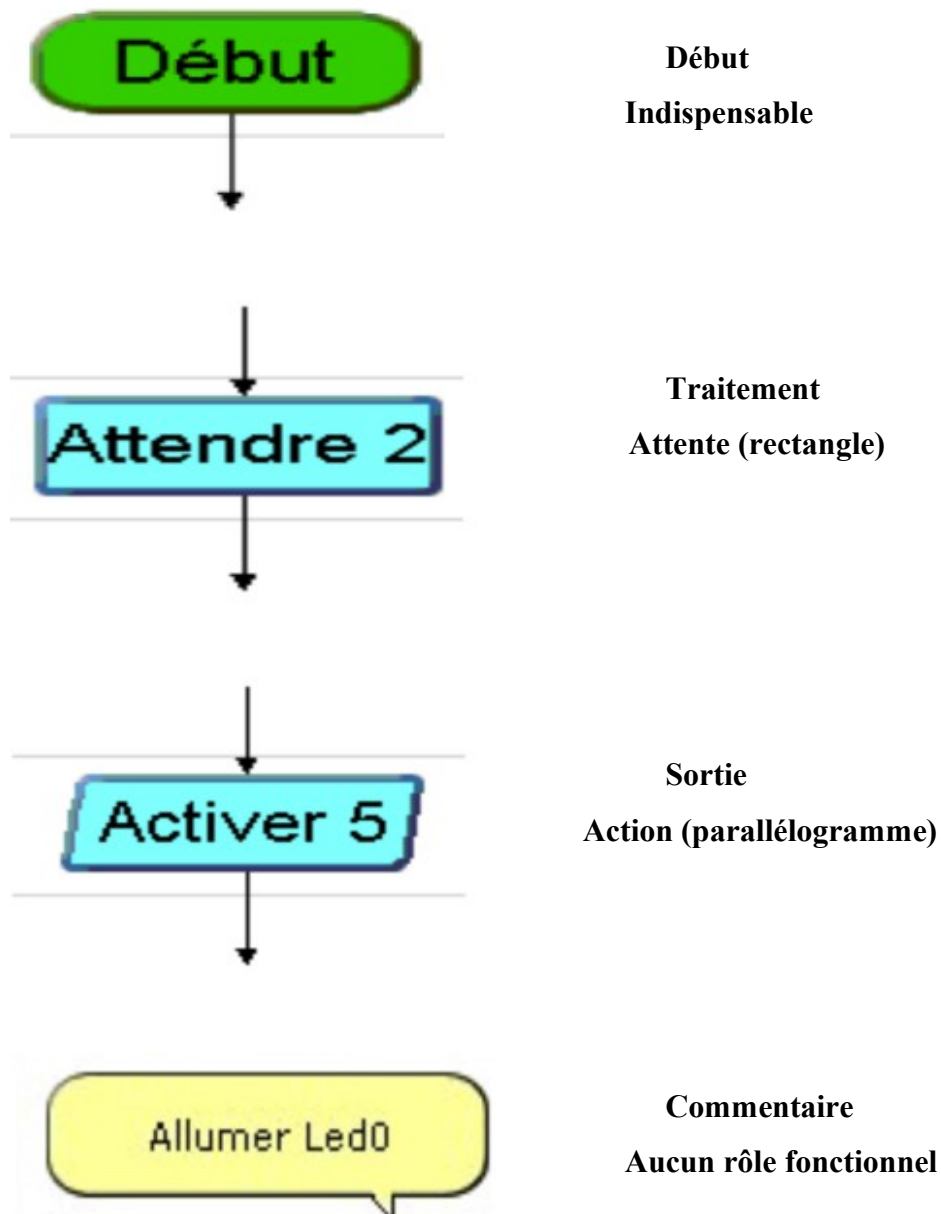 Début
Début
Indispensable
Attendre 2
Traitement
Attente (rectangle)
Activer 5
Sortie
Action (parallélogramme)
Allumer Led0
Commentaire
Aucun rôle fonctionnel